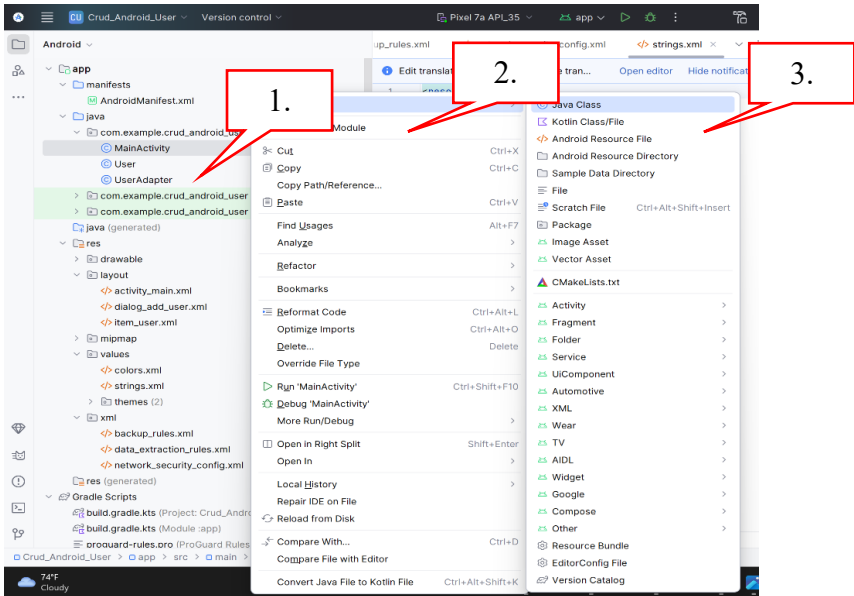 CU Crud_Android_User Version control Pixel 7a API_35 app
Android
up_rules.xml config.xml strings.xml
Edit translat e tran... Open editor Hide notificat
1.
2.
3.
app
manifests
AndroidManifest.xml
java
com.example.crud_android_use
MainActivity
User
UserAdapter
com.example.crud_android_user
com.example.crud_android_user
java (generated)
res
drawable
layout
activity_main.xml
dialog_add_user.xml
item_user.xml
mipmap
values
colors.xml
strings.xml
themes (2)
xml
backup_rules.xml
data_extraction_rules.xml
network_security_config.xml
res (generated)
Gradle Scripts
build.gradle.kts (Project: Crud_Andro
build.gradle.kts (Module :app)
proguard-rules.pro (ProGuard Rules
Crud_Android_User > app > src > main >
74°F
Cloudy
1
Module
Cut Ctrl+X
Copy Ctrl+C
Copy Path/Reference...
Paste Ctrl+V
Find Usages Alt+F7
Analyze
Refactor
Bookmarks
Reformat Code Ctrl+Alt+L
Optimize Imports Ctrl+Alt+O
Delete... Delete
Override File Type
Run 'MainActivity' Ctrl+Shift+F10
Debug 'MainActivity'
More Run/Debug
Open in Right Split Shift+Enter
Open In
Local History
Repair IDE on File
Reload from Disk
Compare With... Ctrl+D
Compare File with Editor
Convert Java File to Kotlin File Ctrl+Alt+Shift+K
Java Class
Kotlin Class/File
Android Resource File
Android Resource Directory
Sample Data Directory
File
Scratch File Ctrl+Alt+Shift+Insert
Package
Image Asset
Vector Asset
CMakeLists.txt
Activity
Fragment
Folder
Service
UiComponent
Automotive
XML
Wear
TV
AIDL
Widget
Google
Compose
Other
Resource Bundle
EditorConfig File
Version Catalog